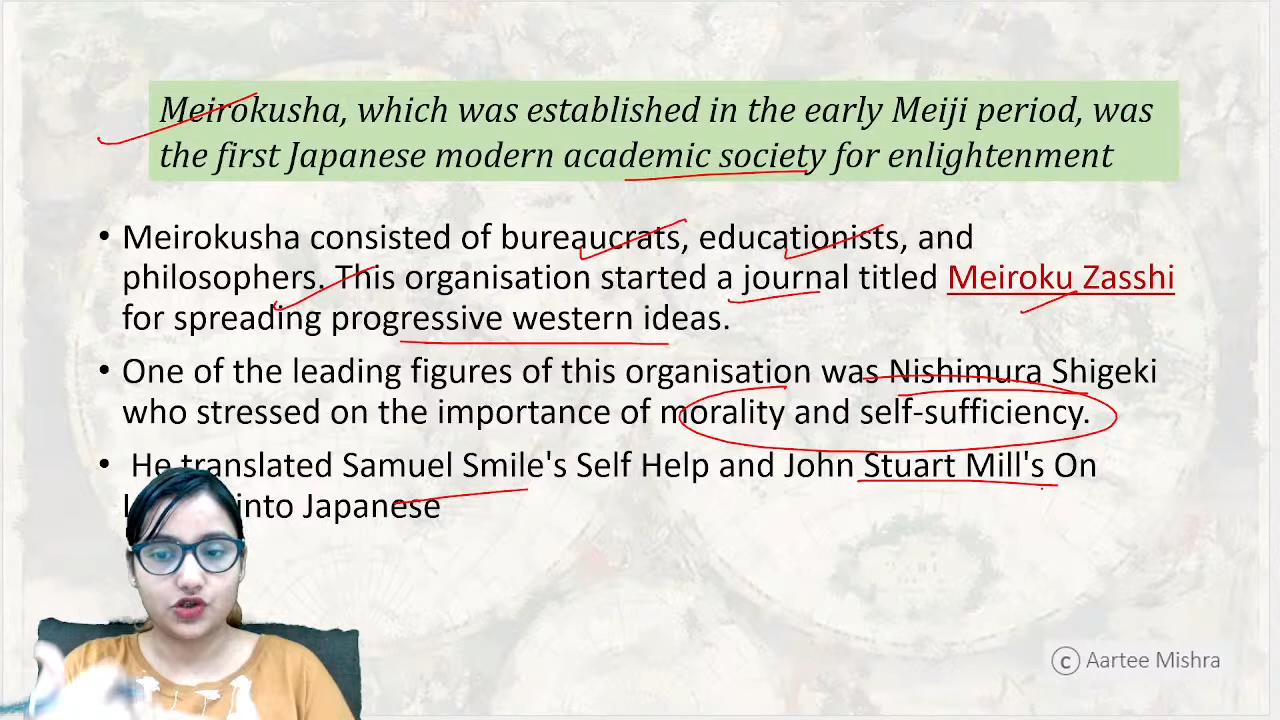 Meirokusha, which was established in the early Meiji period, was
the first Japanese modern academic society for enlightenment
• Meirokusha consisted of bureaucrats, educationists, and
philosophers. This organisation started a journal titled Meiroku Zasshi
for spreading progressive western ideas.
• One of the leading figures of this organisation was Nishimura Shigeki
who stressed on the importance of morality and self-sufficiency.
• He translated Samuel Smile's Self Help and John Stuart Mill's On
into Japanese
© Aartee Mishra